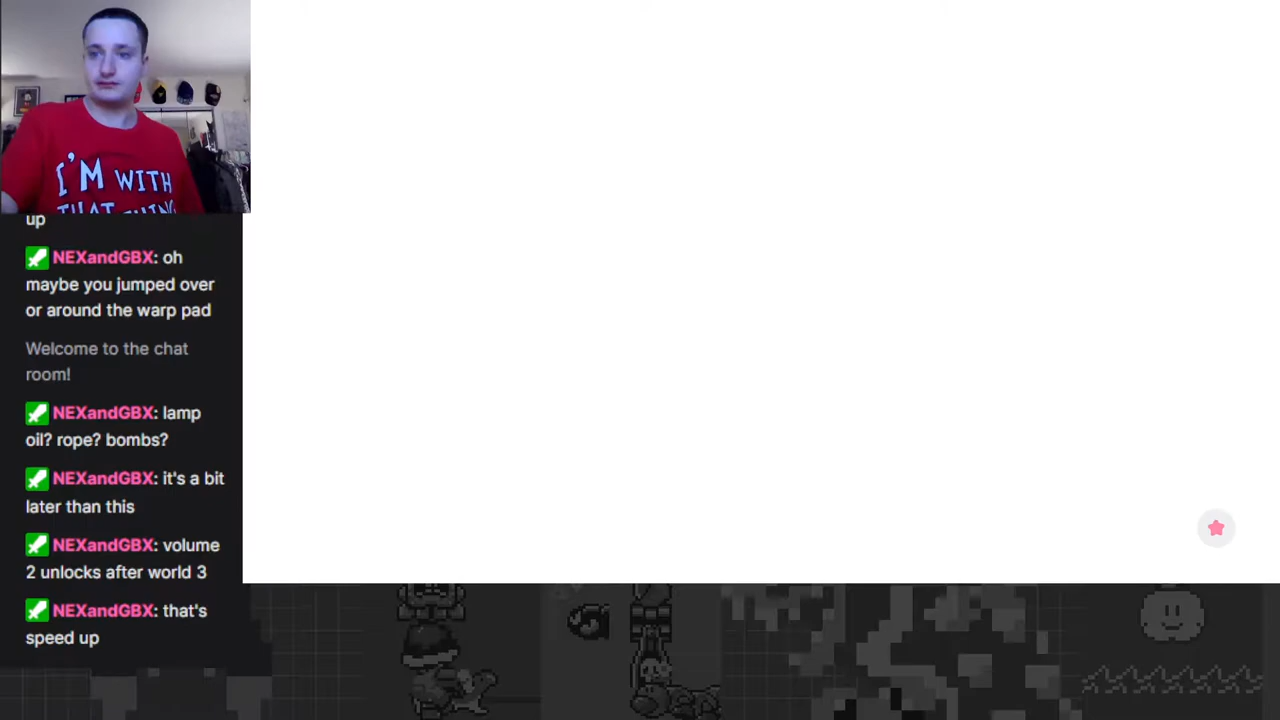 I'M WITH
THAT THING
up
NEXandGBX: oh
maybe you jumped over
or around the warp pad
Welcome to the chat
room!
NEXandGBX: lamp
oil? rope? bombs?
NEXandGBX: it's a bit
later than this
NEXandGBX: volume
2 unlocks after world 3
NEXandGBX: that's
speed up